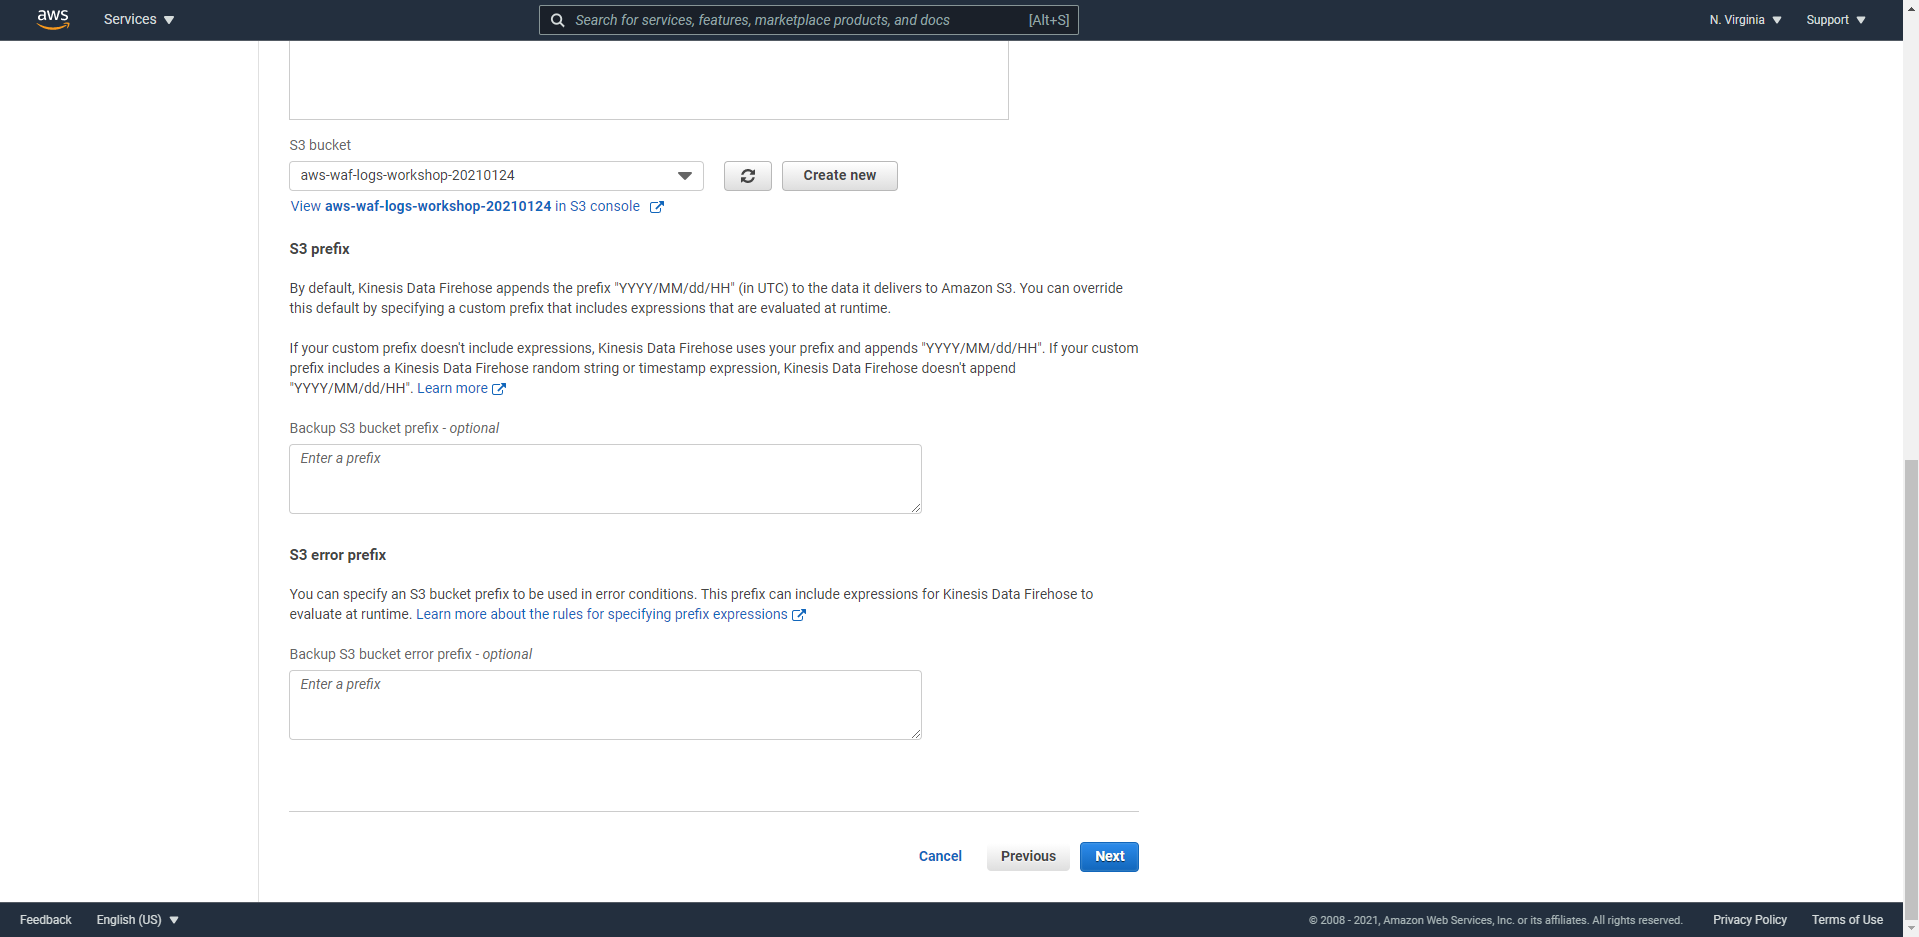 aws
Services
Search for services, features, marketplace products, and docs
[Alt+S]
N. Virginia
Support
S3 bucket
aws-waf-logs-workshop-20210124
Create new
View aws-waf-logs-workshop-20210124 in S3 console
S3 prefix
By default, Kinesis Data Firehose appends the prefix "YYYY/MM/dd/HH" (in UTC) to the data it delivers to Amazon S3. You can override
this default by specifying a custom prefix that includes expressions that are evaluated at runtime.
If your custom prefix doesn't include expressions, Kinesis Data Firehose uses your prefix and appends "YYYY/MM/dd/HH". If your custom
prefix includes a Kinesis Data Firehose random string or timestamp expression, Kinesis Data Firehose doesn't append
"YYYY/MM/dd/HH". Learn more
Backup S3 bucket prefix - optional
Enter a prefix
S3 error prefix
You can specify an S3 bucket prefix to be used in error conditions. This prefix can include expressions for Kinesis Data Firehose to
evaluate at runtime. Learn more about the rules for specifying prefix expressions
Backup S3 bucket error prefix - optional
Enter a prefix
Cancel
Previous
Next
Feedback
English (US)
© 2008 - 2021, Amazon Web Services, Inc. or its affiliates. All rights reserved.
Privacy Policy
Terms of Use